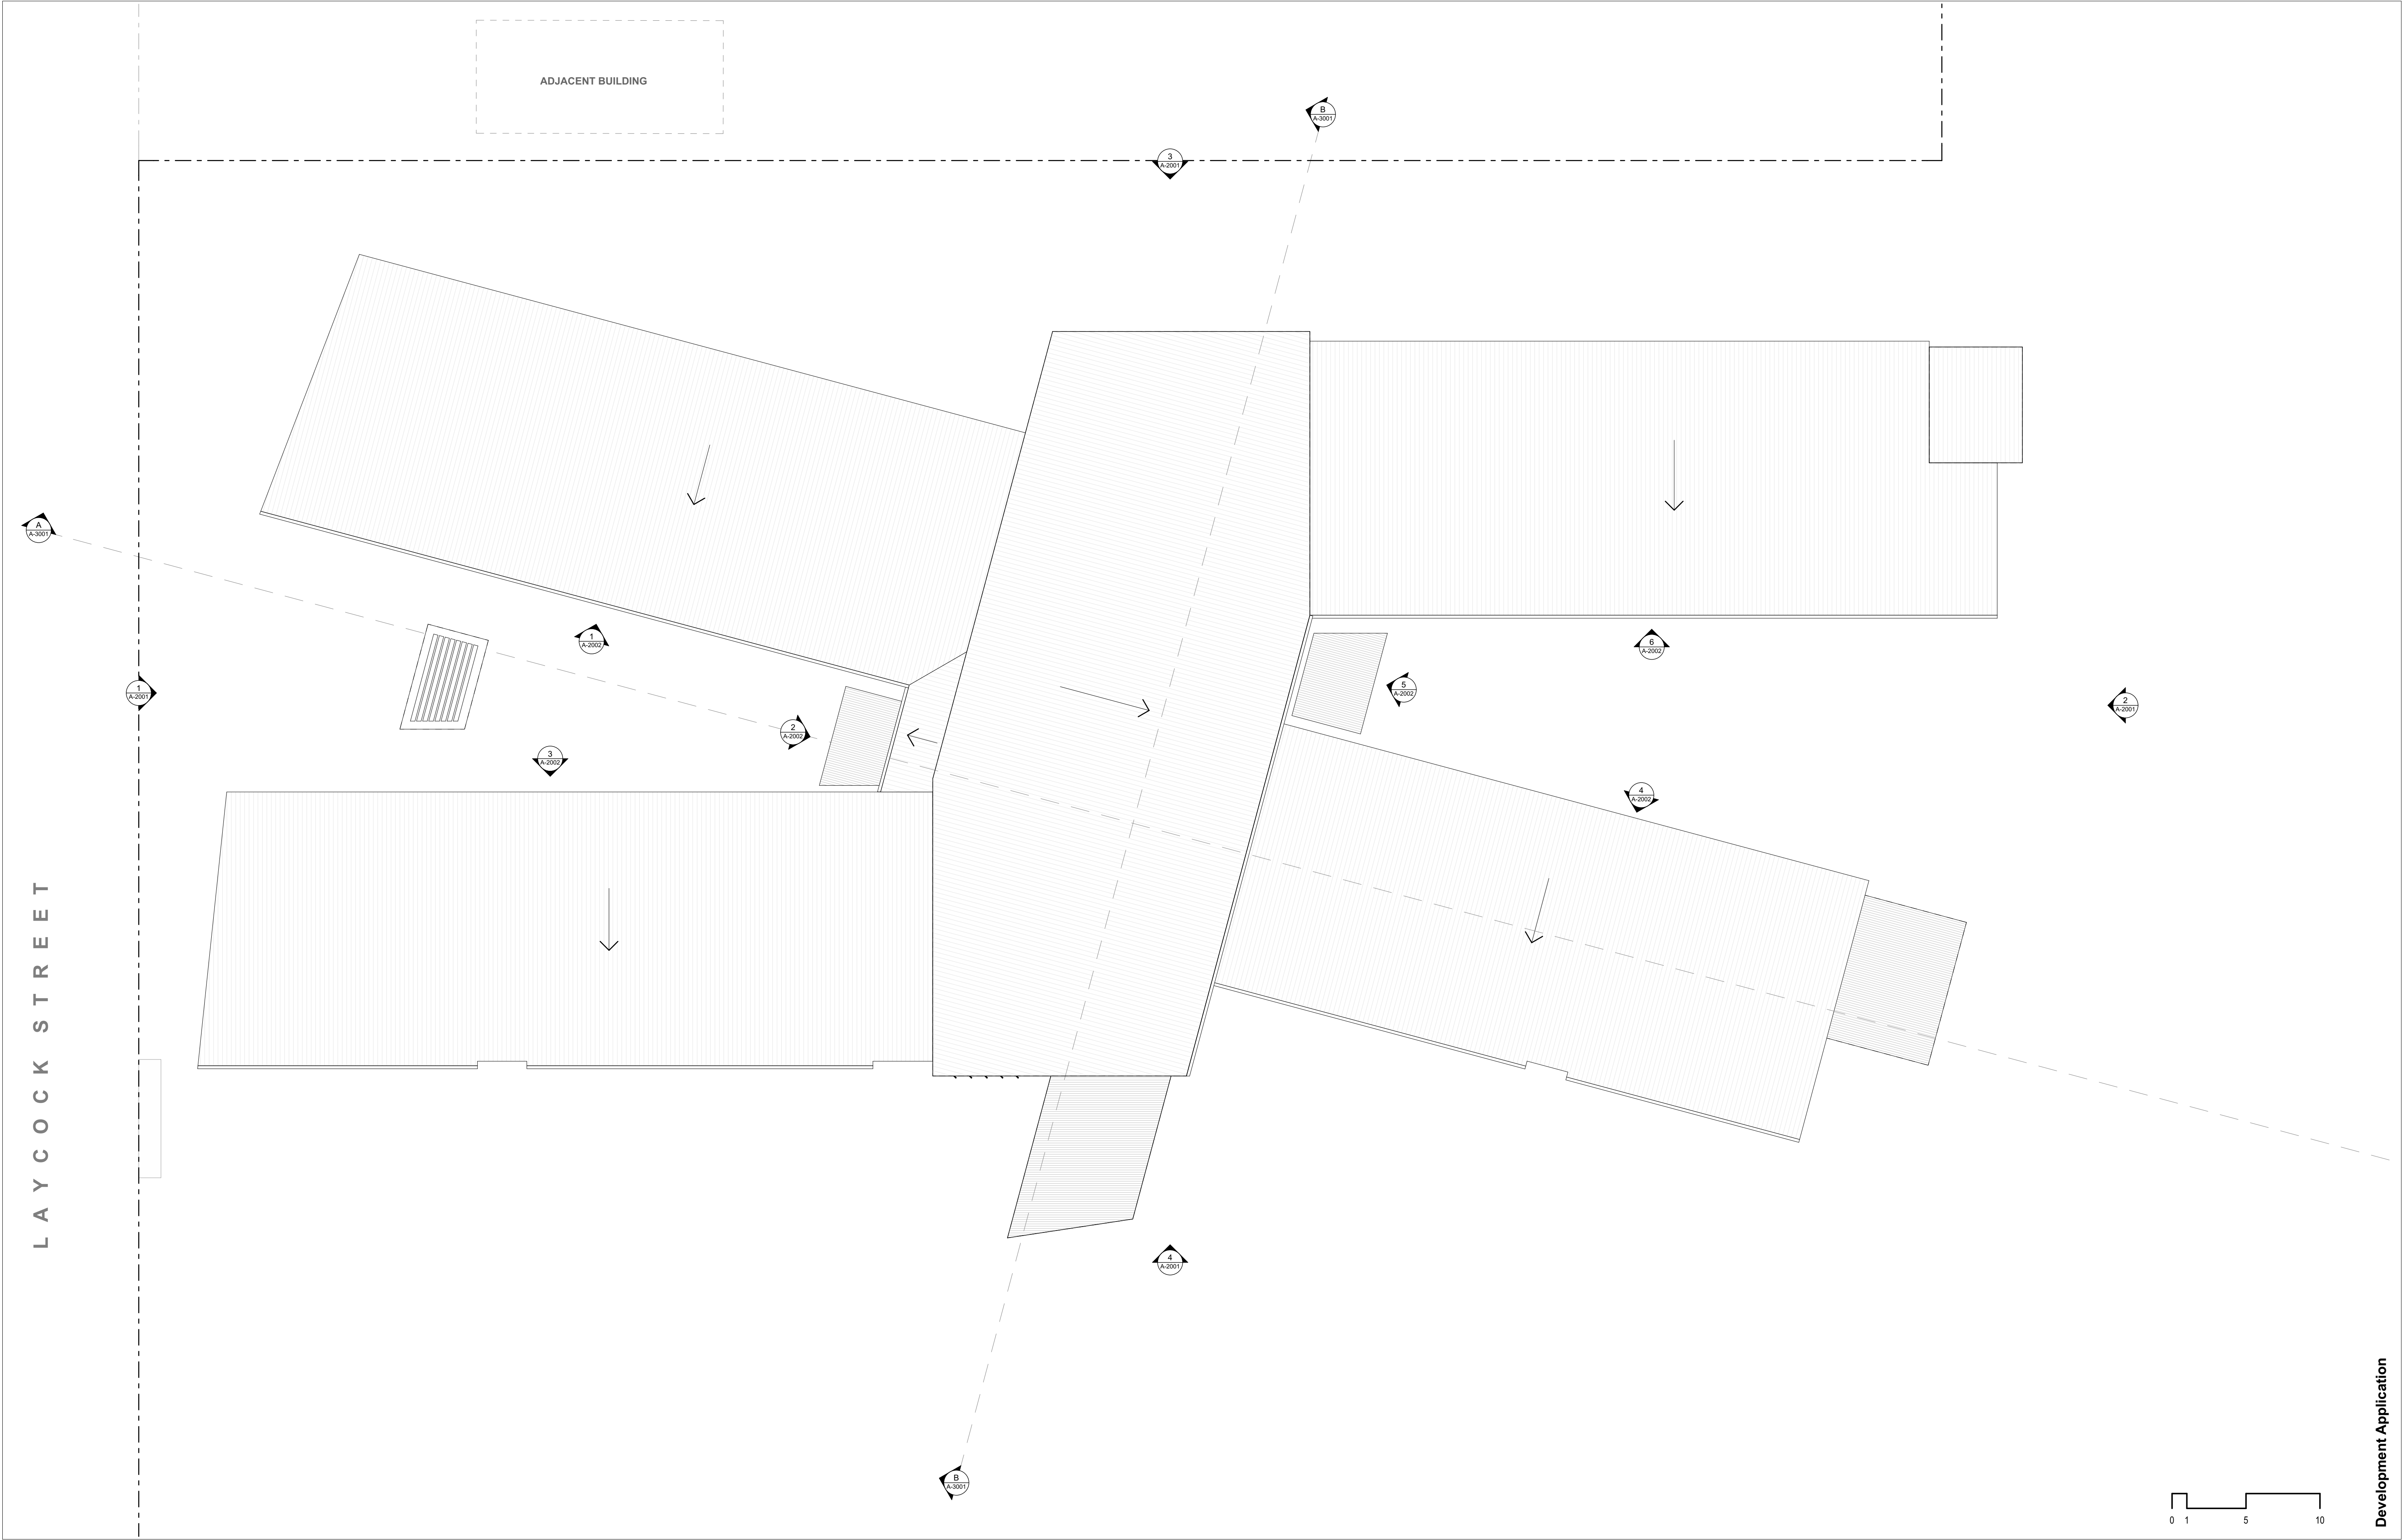 ADJACENT BUILDING
B
A-3001
3
A-2001
A
A-3001
1
A-2002
6
A-2002
5
A-2002
1
A-2001
2
A-2001
2
A-2002
3
A-2002
4
A-2002
LAYCOCK STREET
4
A-2001
B
A-3001
0 1 5 10
Development Application